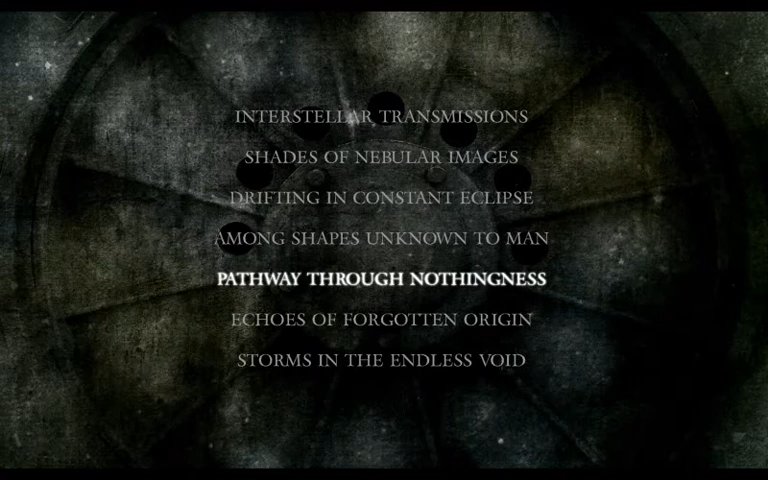 INTERSTELLAR TRANSMISSIONS
SHADES OF NEBULAR IMAGES
DRIFTING IN CONSTANT ECLIPSE
AMONG SHAPES UNKNOWN TO MAN
PATHWAY THROUGH NOTHINGNESS
ECHOES OF FORGOTTEN ORIGIN
STORMS IN THE ENDLESS VOID